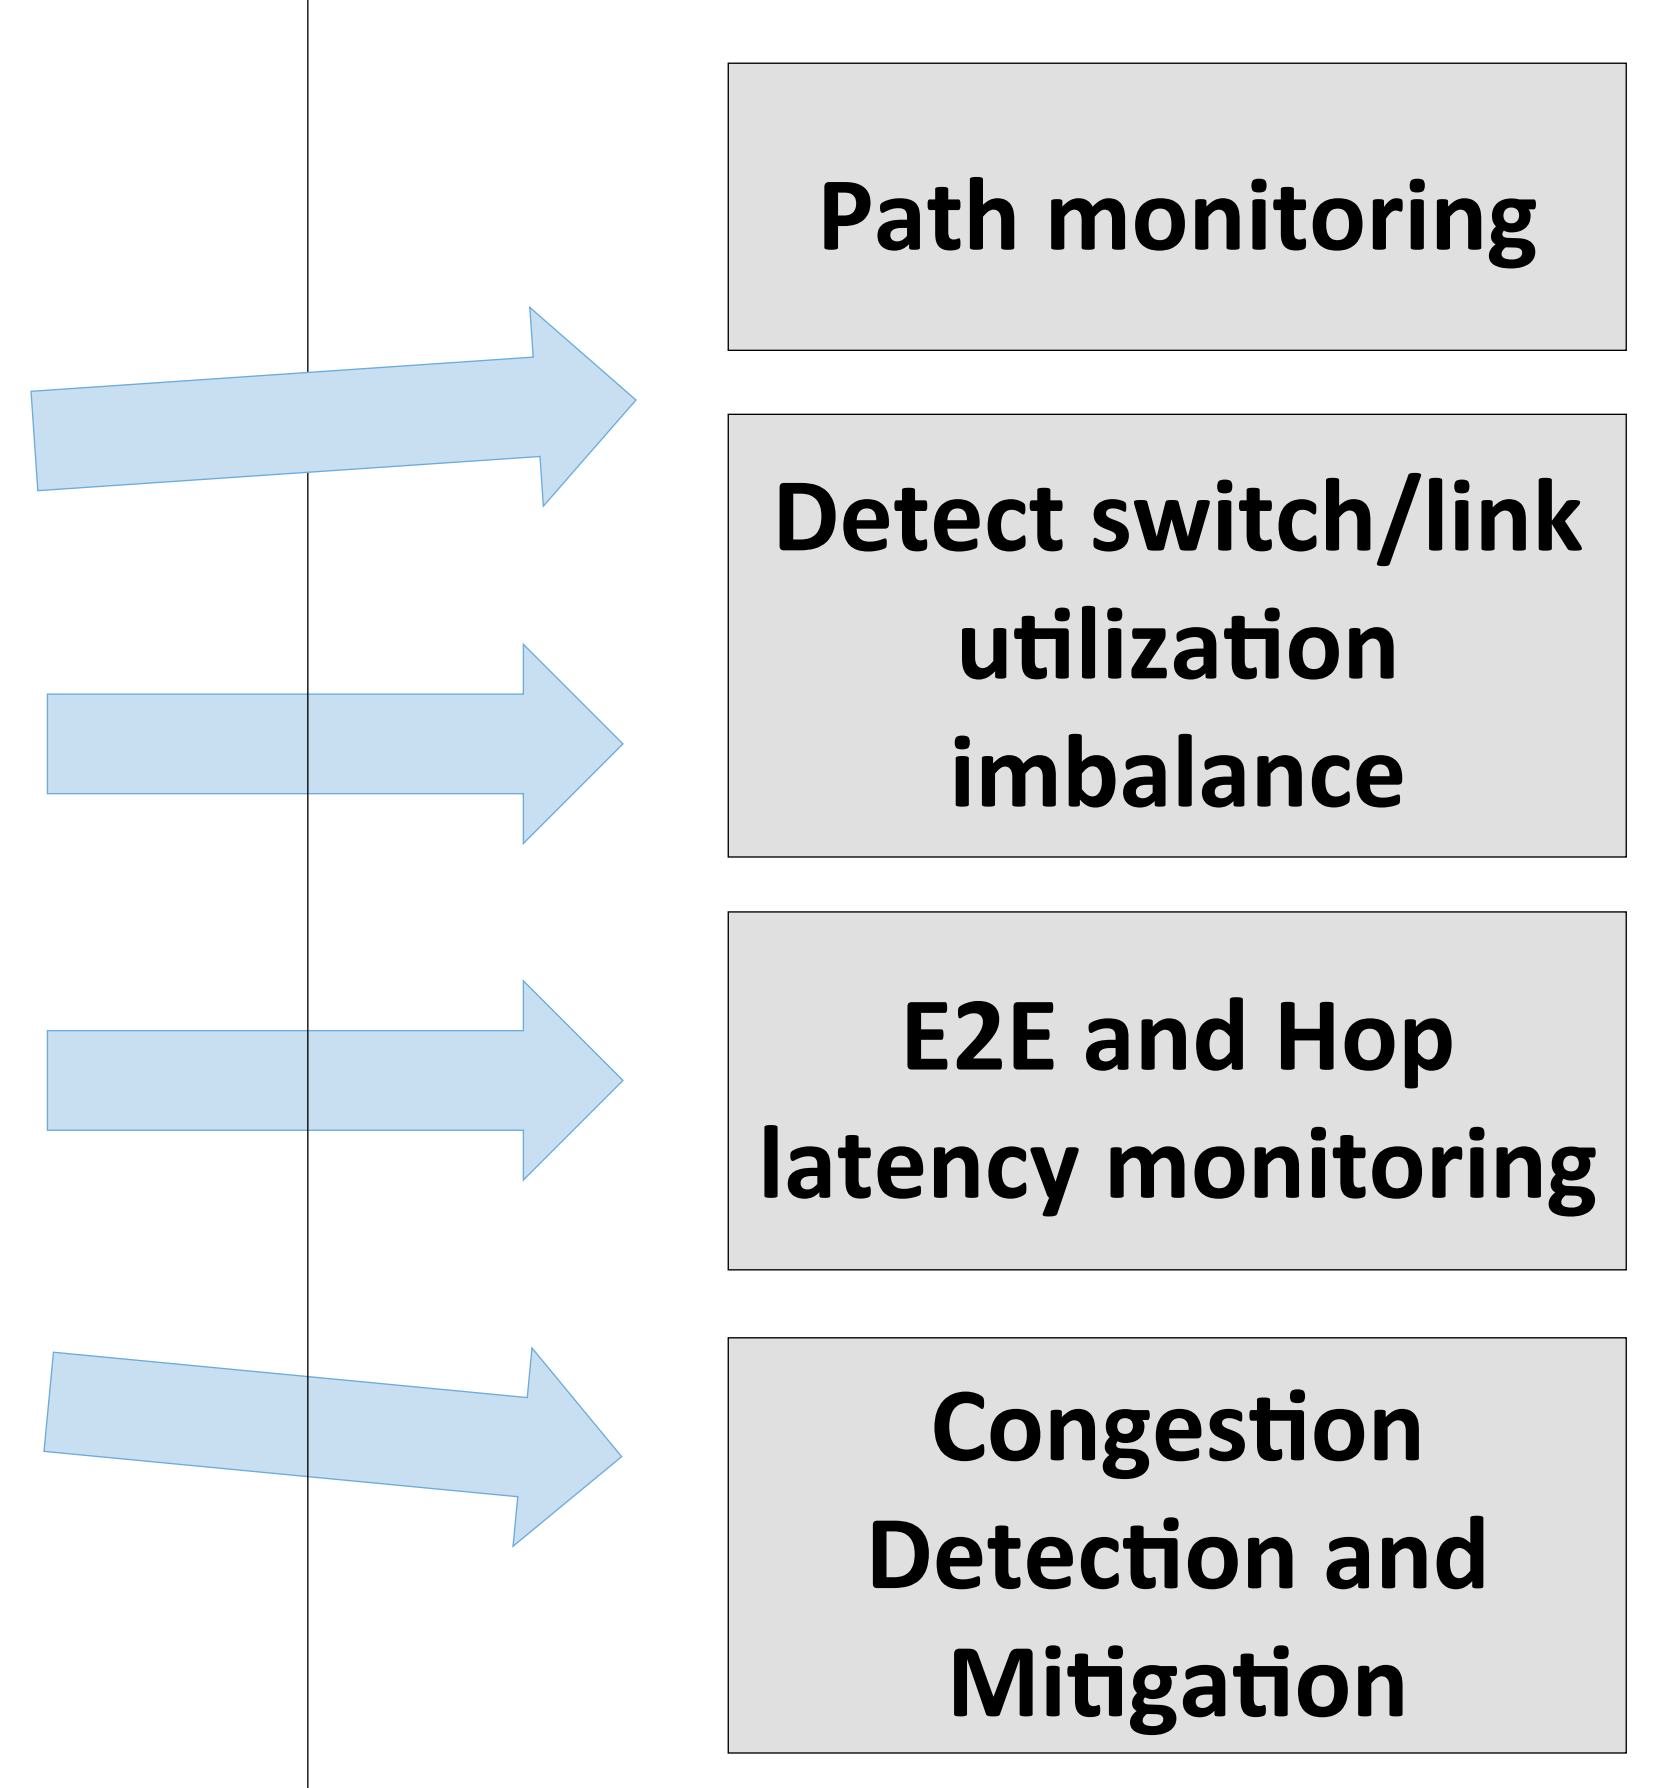 Path monitoring
Detect switch/link
utilization
imbalance
E2E and Hop
latency monitoring
Congestion
Detection and
Mitigation